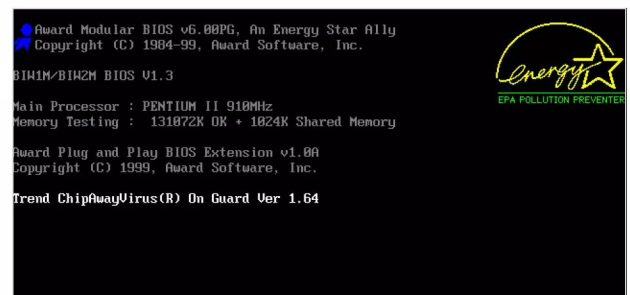 Award Modular BIOS v6.00PG, An Energy Star Ally
Copyright (C) 1984-99, Award Software, Inc.
BIW1M/BIW2M BIOS V1.3
Main Processor : PENTIUM II 910MHz
Memory Testing : 131072K OK + 1024K Shared Memory
Award Plug and Play BIOS Extension v1.0A
Copyright (C) 1999, Award Software, Inc.
Trend ChipAwayVirus(R) On Guard Ver 1.64
energy
EPA POLLUTION PREVENTER